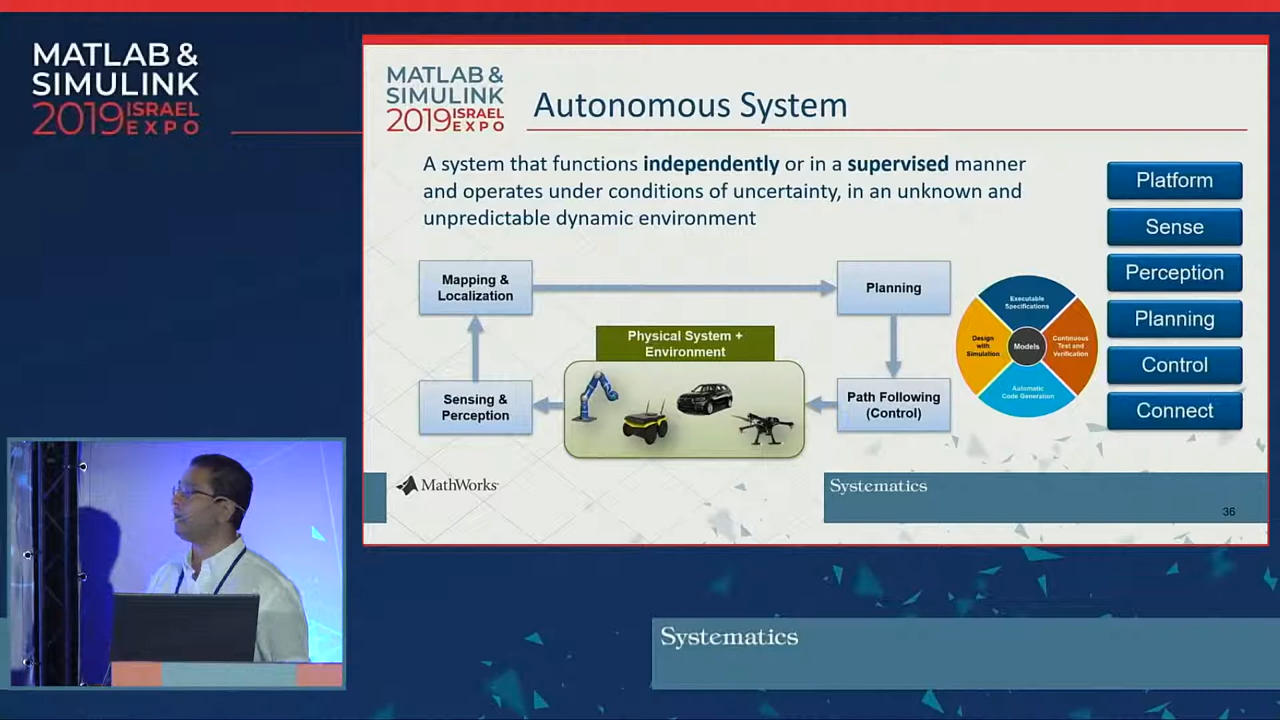 MATLAB &
SIMULINK
2019 ISRAEL
EXPO
MATLAB &
SIMULINK
2019 ISRAEL
EXPO
Autonomous System
A system that functions independently or in a supervised manner
and operates under conditions of uncertainty, in an unknown and
unpredictable dynamic environment
Mapping &
Localization
Planning
Physical System +
Environment
Sensing &
Perception
Path Following
(Control)
Executable
Specifications
Design
with
Simulation
Models
Continuous
Test and
Verification
Automatic
Code Generation
Platform
Sense
Perception
Planning
Control
Connect
MathWorks
Systematics
36
Systematics